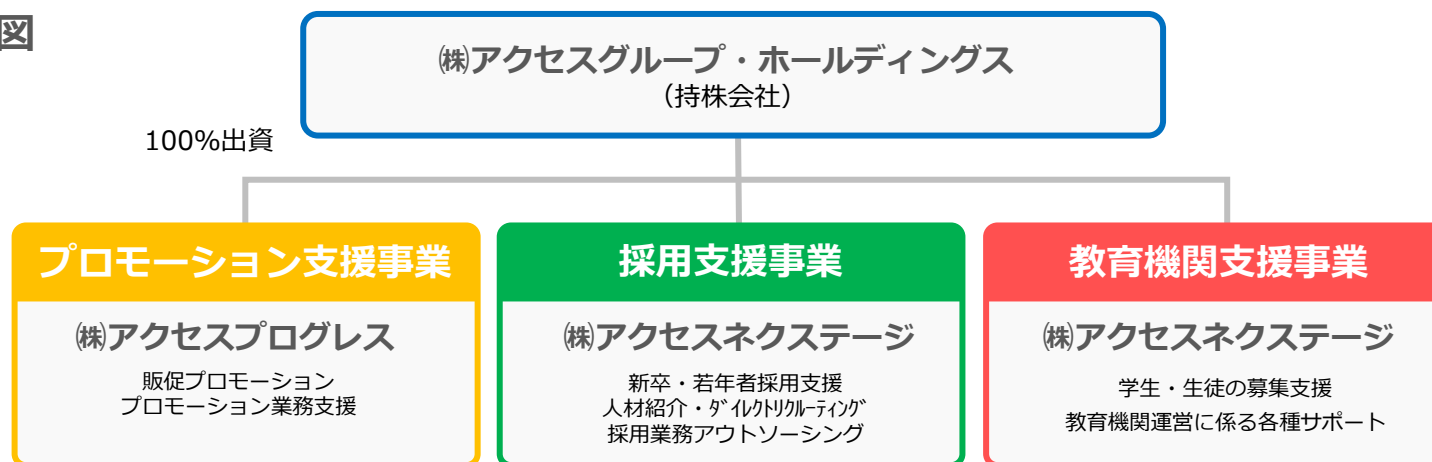 図
㈱アクセスグループ・ホールディングス
（持株会社）
100%出資
プロモーション支援事業
㈱アクセスプログレス
販促プロモーション
プロモーション業務支援
採用支援事業
㈱アクセスネクステージ
新卒・若年者採用支援
人材紹介・ﾀﾞｲﾚｸﾄﾘｸﾙｰﾃｨﾝｸﾞ
採用業務アウトソーシング
教育機関支援事業
㈱アクセスネクステージ
学生・生徒の募集支援
教育機関運営に係る各種サポート